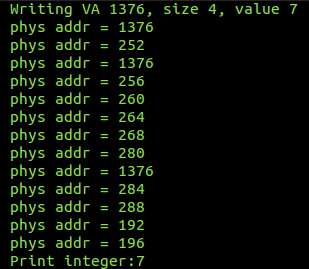 Writing VA 1376, size 4, value 7
phys addr = 1376
phys addr = 252
phys addr = 1376
phys addr = 256
phys addr = 260
phys addr = 264
phys addr = 268
phys addr = 280
phys addr = 1376
phys addr = 284
phys addr = 288
phys addr = 192
phys addr = 196
Print integer:7